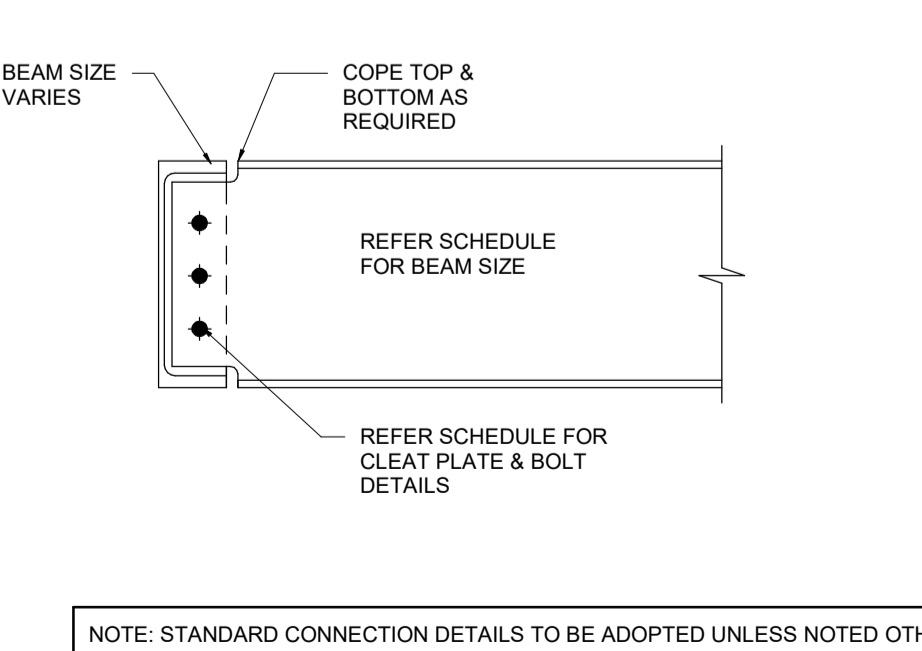 BEAM SIZE
VARIES
COPE TOP &
BOTTOM AS
REQUIRED
REFER SCHEDULE
FOR BEAM SIZE
REFER SCHEDULE FOR
CLEAT PLATE & BOLT
DETAILS
NOTE: STANDARD CONNECTION DETAILS TO BE ADOPTED UNLESS NOTED